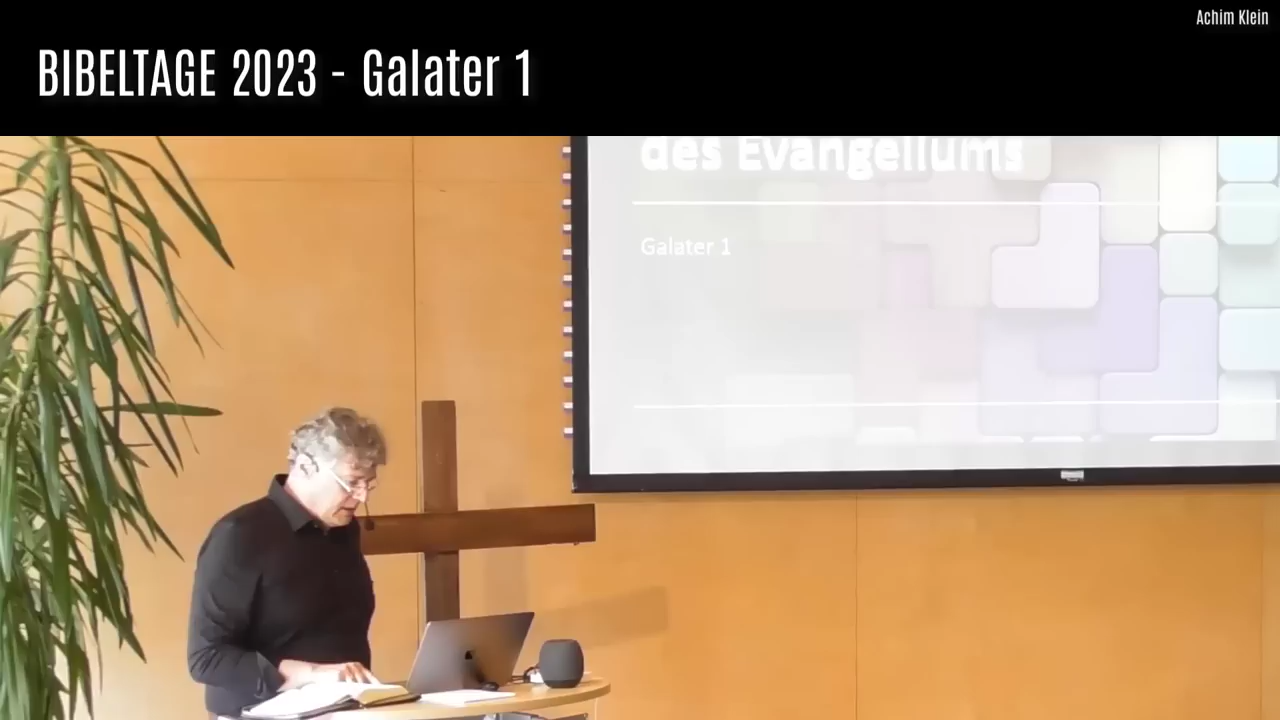 Achim Klein
BIBELTAGE 2023 - Galater 1
des Evangeliums
Galater 1